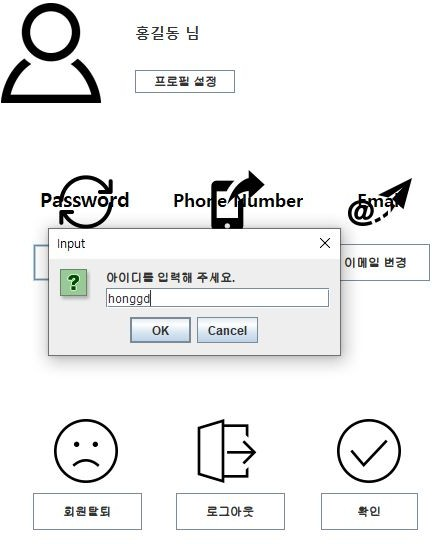 홍길동 님
프로필 설정
Password
Phone Number
Email
Input
이메일 변경
?
아이디를 입력해 주세요.
honggd
OK
Cancel
회원탈퇴
로그아웃
확인